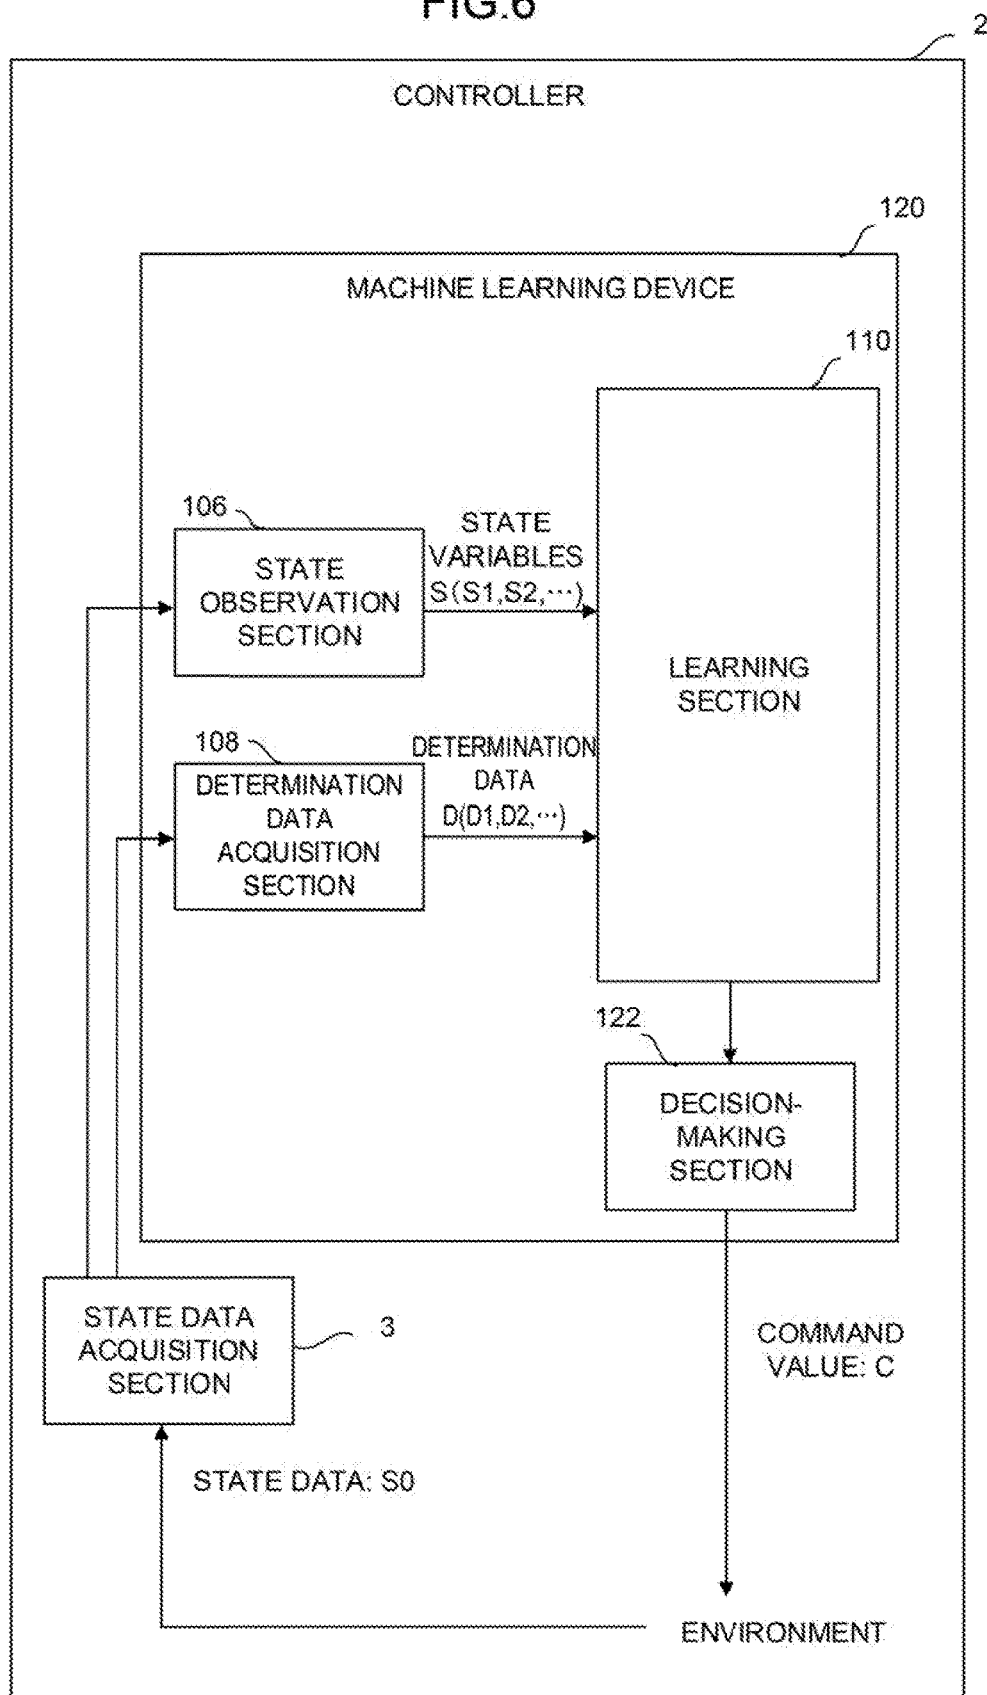 FIG.6
2
CONTROLLER
120
MACHINE LEARNING DEVICE
110
106
STATE
OBSERVATION
SECTION
STATE
VARIABLES
S(S1,S2,···)
LEARNING
SECTION
108
DETERMINATION
DATA
ACQUISITION
SECTION
DETERMINATION
DATA
D(D1,D2,···)
122
DECISION-
MAKING
SECTION
STATE DATA
ACQUISITION
SECTION
3
COMMAND
VALUE: C
STATE DATA: S0
ENVIRONMENT